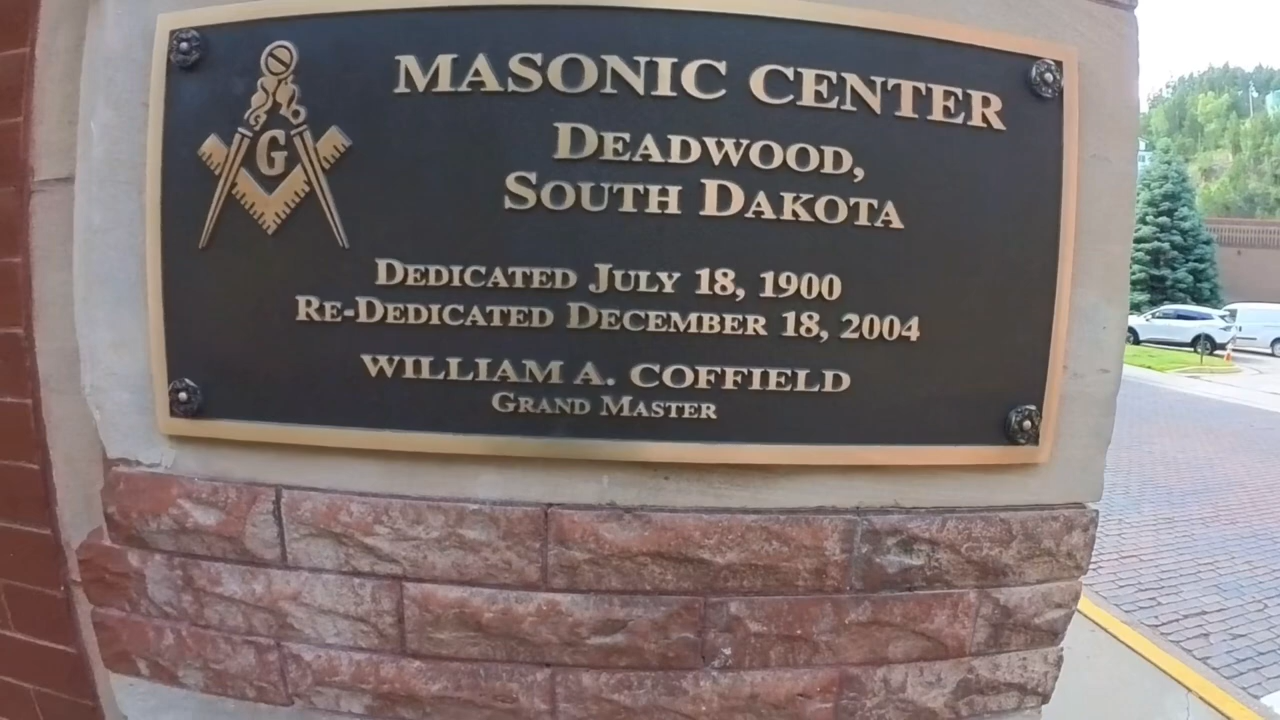 MASONIC CENTER
DEADWOOD,
SOUTH DAKOTA
G
DEDICATED JULY 18, 1900
RE-DEDICATED DECEMBER 18, 2004
WILLIAM A. COFFIELD
GRAND MASTER